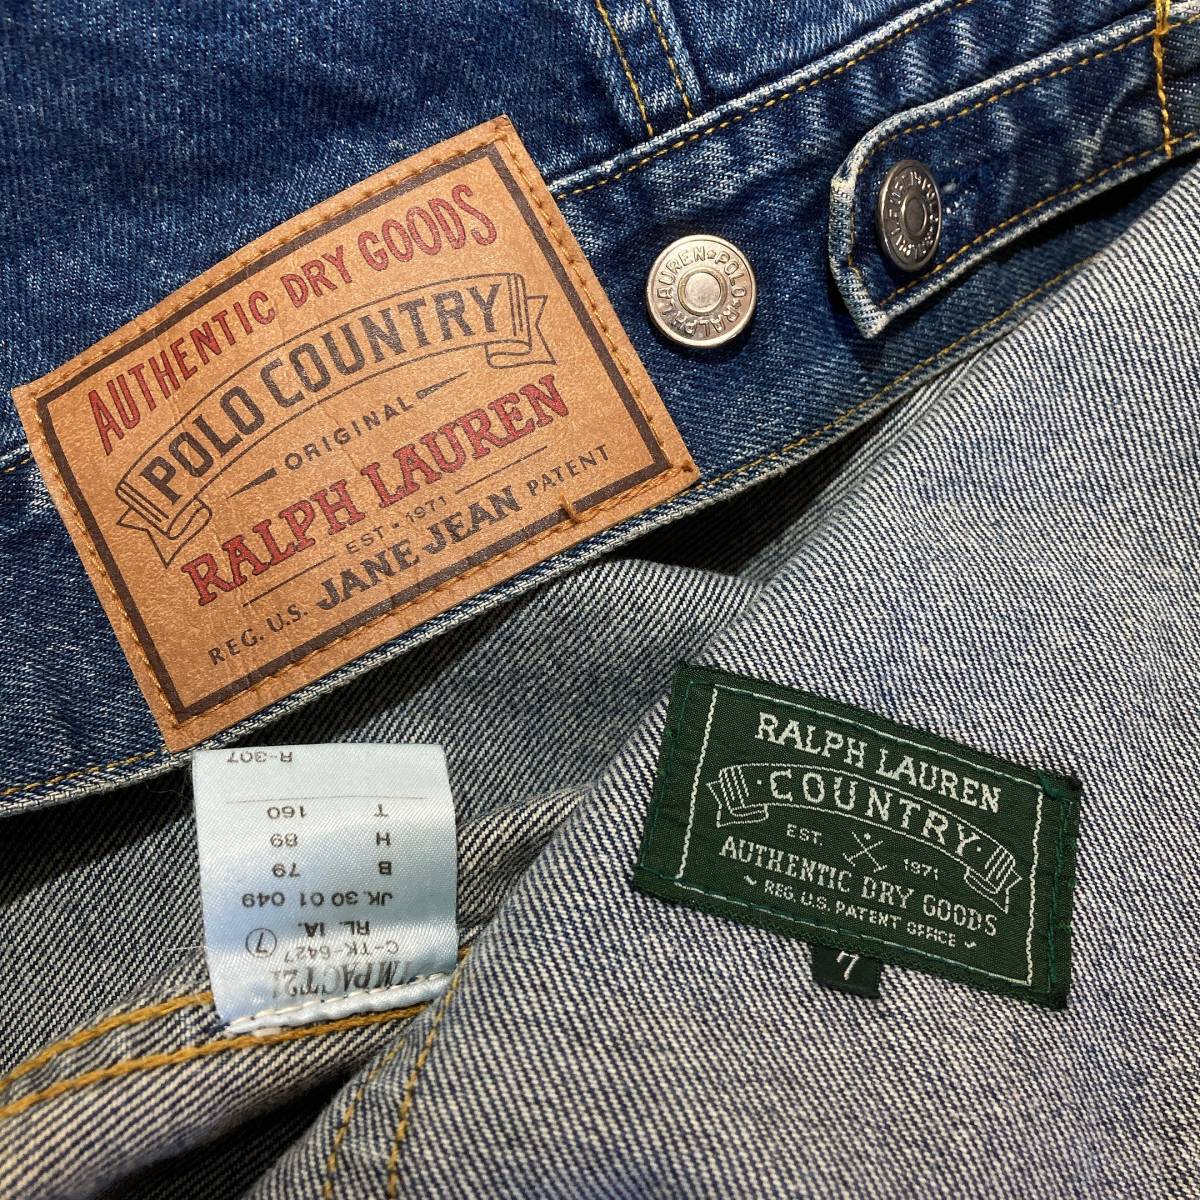 AUTHENTIC DRY GOODS
POLO COUNTRY
ORIGINAL
RALPH LAUREN
EST • 1971
JANE JEAN
REG. U.S. PATENT
RALPH LAUREN☆POLO☆
RALPH LAUREN
COUNTRY
EST. 1971
AUTHENTIC DRY GOODS
REG. U.S. PATENT OFFICE
7
IMPACT21
C-TK-6427
RL. IA. ⑦
JK 30 01 049
B 79
H 89
T 160
R-307